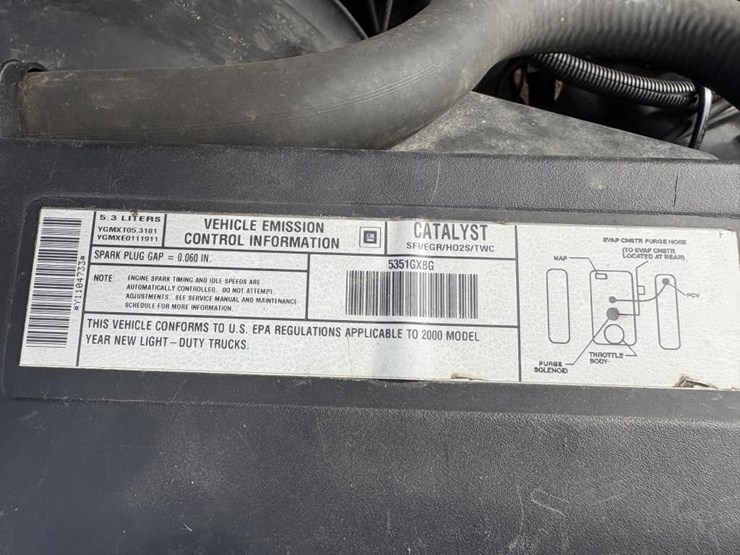 5.3 LITERS
YGMXT05.3181
YGMXE0111911
VEHICLE EMISSION
CONTROL INFORMATION
GM
CATALYST
SFI/EGR/HO2S/TWC
SPARK PLUG GAP = 0.060 IN.
5351GXBG
NOTE: ENGINE SPARK TIMING AND IDLE SPEEDS ARE
AUTOMATICALLY CONTROLLED. DO NOT ATTEMPT
ADJUSTMENTS. SEE SERVICE MANUAL AND MAINTENANCE
SCHEDULE FOR MORE INFORMATION.
THIS VEHICLE CONFORMS TO U.S. EPA REGULATIONS APPLICABLE TO 2000 MODEL
YEAR NEW LIGHT-DUTY TRUCKS.
*Y1104733*
EVAP CNSTR PURGE HOSE
(TO EVAP CNSTR
LOCATED AT REAR)
MAP
PCV
PURGE
SOLENOID
THROTTLE
BODY